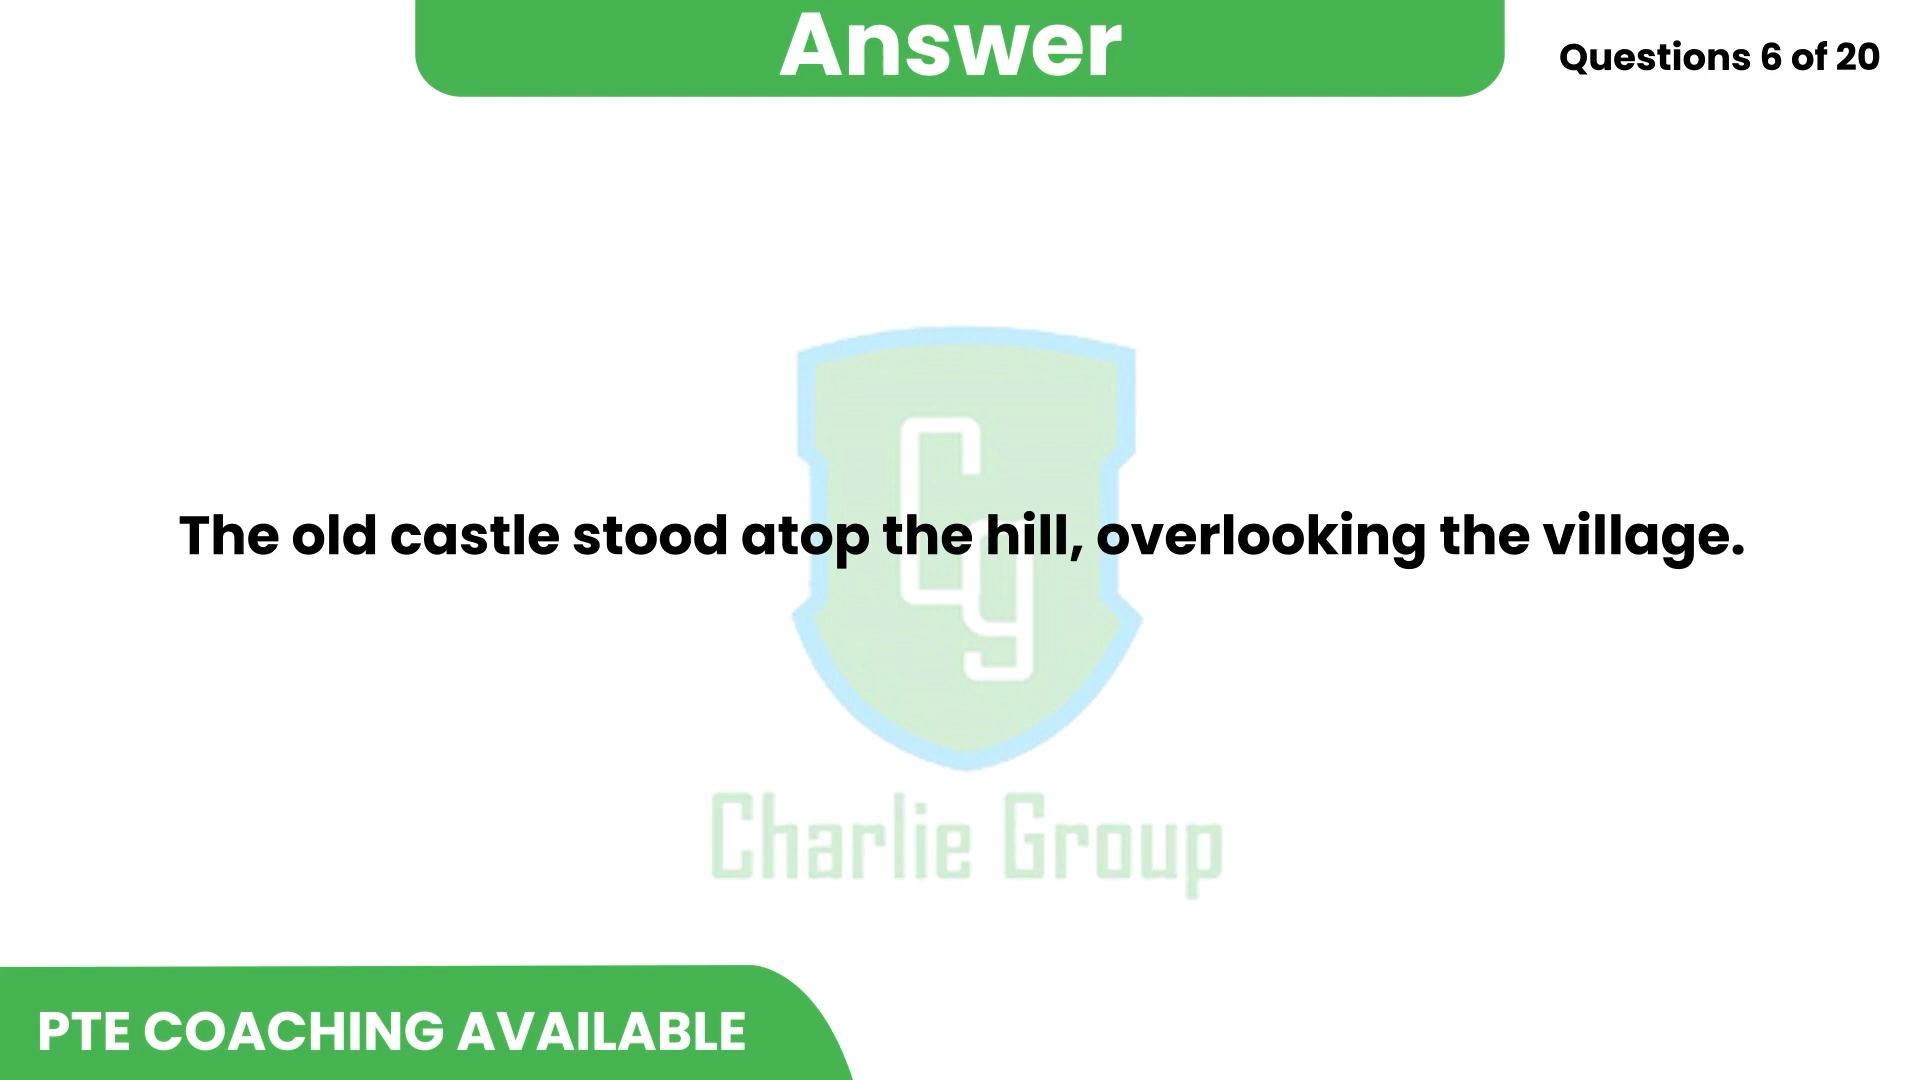 Answer
Questions 6 of 20
The old castle stood atop the hill, overlooking the village.
Cg
Charlie Group
PTE COACHING AVAILABLE